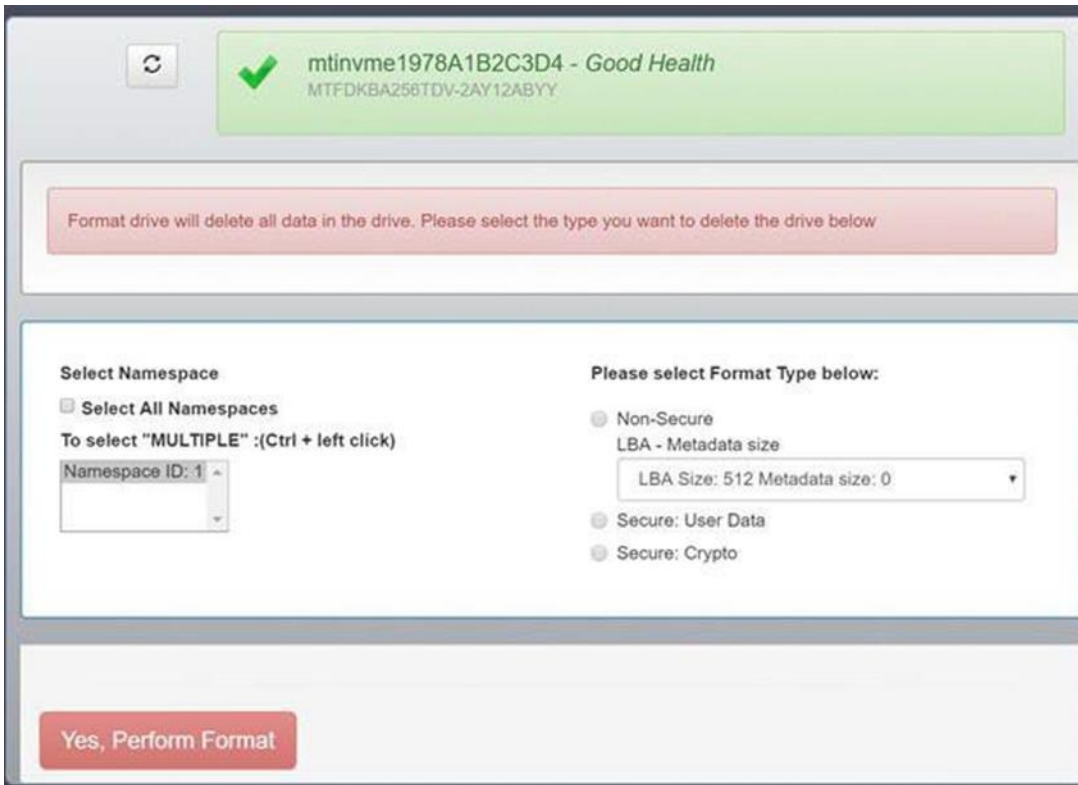 mtinvme1978A1B2C3D4 - Good Health
MTFDKBA256TDV-2AY12ABYY
Format drive will delete all data in the drive. Please select the type you want to delete the drive below
Select Namespace
Select All Namespaces
To select "MULTIPLE" :(Ctrl + left click)
Namespace ID: 1
Please select Format Type below:
Non-Secure
LBA - Metadata size
LBA Size: 512 Metadata size: 0
Secure: User Data
Secure: Crypto
Yes, Perform Format